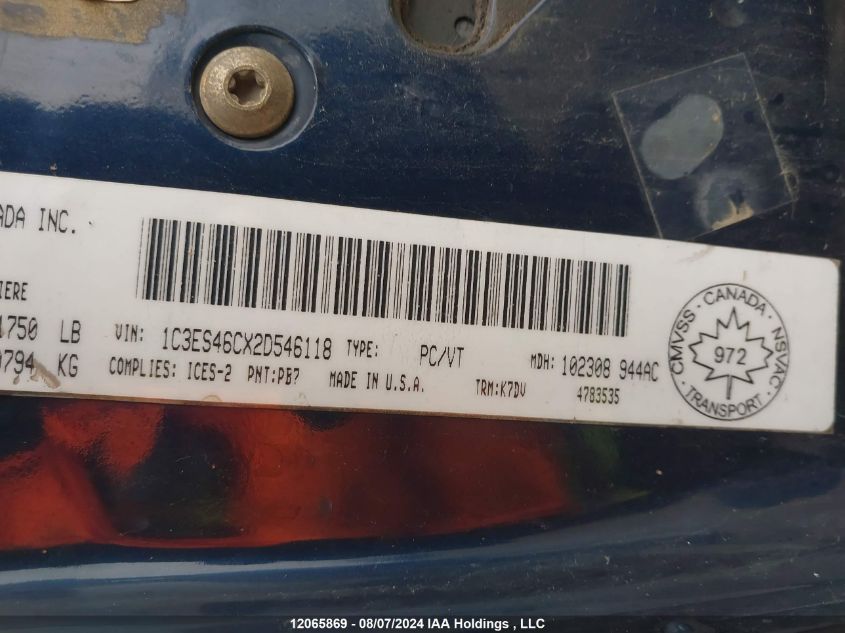 ADA INC.
IERE
1750 LB
0794 KG
VIN: 1C3ES46CX2D546118 TYPE: PC/VT MDH: 102308 944AC
COMPLIES: ICES-2 PNT:PB7 MADE IN U.S.A. TRM:K7DV 4783535
CMVSS · CANADA · NSVAC · TRANSPORT ·
972
12065869 - 08/07/2024 IAA Holdings , LLC